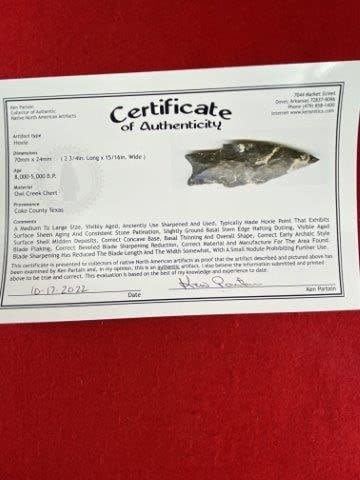 Ken Partain
Collector of Authentic
Native North American Artifacts
7044 Market Street
Dover, Arkansas 72837-9096
Phone (479) 858-1400
Certificate
of Authenticity
Artifact type
Hoxie
Dimensions
70mm x 24mm ( 2 3/4in. Long x 15/16in. Wide )
Age
8,000-5,000 B.P.
Material
Owl Creek Chert
Provenance
Coke County Texas
Comments
A Medium To Large Size, Visibly Aged, Anciently Use Sharpened And Used, Typically Made Hoxie Point That Exhibits
Surface Sheen Aging And Consistent Stone Patination, Slightly Ground Basal Stem Edge Hafting Dulling, Visible Aged
Surface Shell Midden Deposits, Correct Concave Base, Basal Thinning And Overall Shape, Correct Early Archaic Style
Blade Flaking, Correct Beveled Blade Sharpening Reduction, Correct Material And Manufacture For The Area Found.
Blade Sharpening Has Reduced The Blade Length And The Width Somewhat, With A Small Nodule Prohibiting Further Use.
This certificate is presented to collectors of native North American artifacts as proof that the artifact described and pictured above has
been examined by Ken Partain and, in my opinion, this is an authentic artifact. I also believe the information submitted and printed
above to be true and correct. This evaluation is based on the best of my knowledge and experience to date.
10-17-2022 Ken Partain
Date Ken Partain